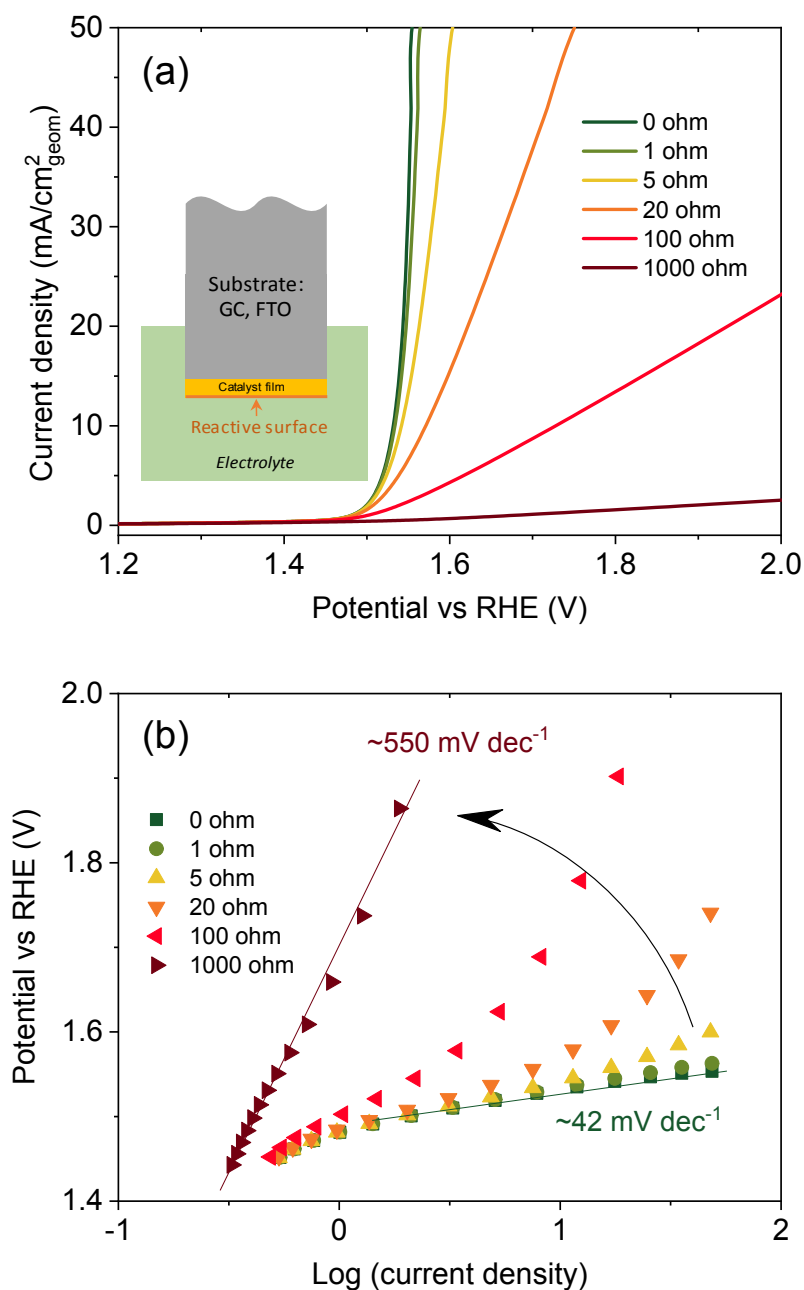 (a)
50
40
30
20
10
0
Current density (mA/cm²geom)
0 ohm
1 ohm
5 ohm
20 ohm
100 ohm
1000 ohm
Substrate:
GC, FTO
Catalyst film
Reactive surface
Electrolyte
1.2
1.4
1.6
1.8
2.0
Potential vs RHE (V)
(b)
2.0
1.8
1.6
1.4
Potential vs RHE (V)
~550 mV dec⁻¹
0 ohm
1 ohm
5 ohm
20 ohm
100 ohm
1000 ohm
~42 mV dec⁻¹
-1
0
1
2
Log (current density)